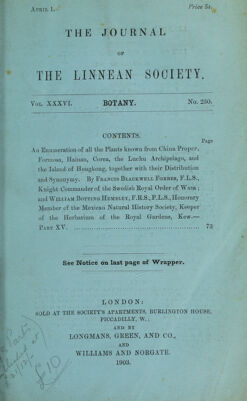 APRIL 1.
Price 5s.
THE JOURNAL
OF
THE LINNEAN SOCIETY.
VOL. XXXVI. BOTANY. No. 250.
CONTENTS.
Page
An Enumeration of all the Plants known from China Proper,
Formosa, Hainan, Corea, the Luchu Archipelago, and
the Island of Hongkong, together with their Distribution
and Synonymy. By FRANCIS BLACKWELL FORBES, F.L.S.,
Knight Commander of the Swedish Royal Order of Wasa ;
and WILLIAM BOTTING HEMSLEY, F.R.S., F.L.S., Honorary
Member of the Mexican Natural History Society, Keeper
of the Herbarium of the Royal Gardens, Kew.—
PART XV. ........................................ 73
See Notice on last page of Wrapper.
LONDON:
SOLD AT THE SOCIETY'S APARTMENTS, BURLINGTON HOUSE,
PICCADILLY, W.;
AND BY
LONGMANS, GREEN, AND CO.,
AND
WILLIAMS AND NORGATE.
1903.
£10